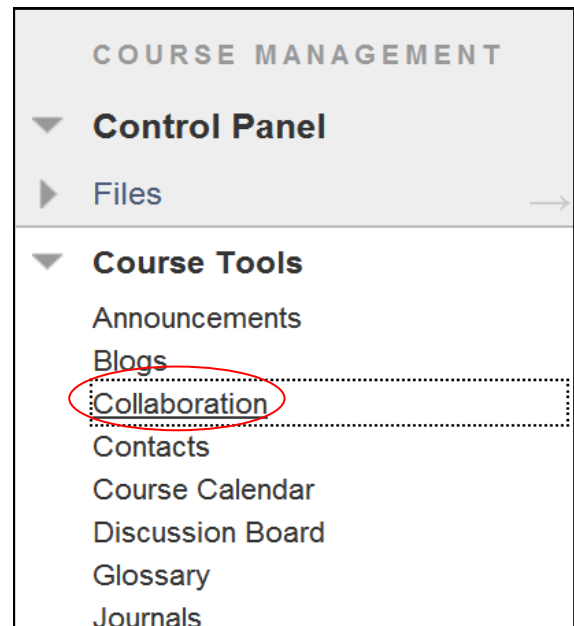 COURSE MANAGEMENT
Control Panel
Files
Course Tools
Announcements
Blogs
Collaboration
Contacts
Course Calendar
Discussion Board
Glossary
Journals